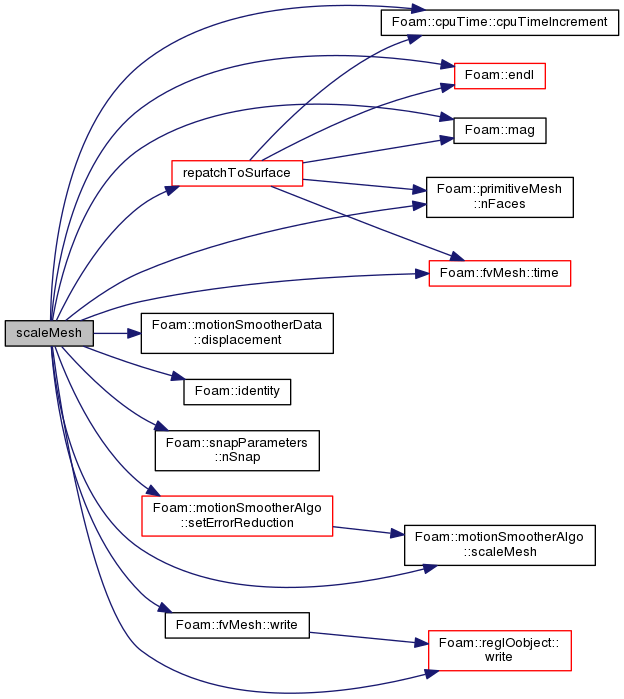 Foam::cpuTime::cpuTimeIncrement
Foam::endl
Foam::mag
repatchToSurface
Foam::primitiveMesh
::nFaces
Foam::fvMesh::time
scaleMesh
Foam::motionSmootherData
::displacement
Foam::identity
Foam::snapParameters
::nSnap
Foam::motionSmootherAlgo
::setErrorReduction
Foam::motionSmootherAlgo
::scaleMesh
Foam::fvMesh::write
Foam::regIOobject::
write